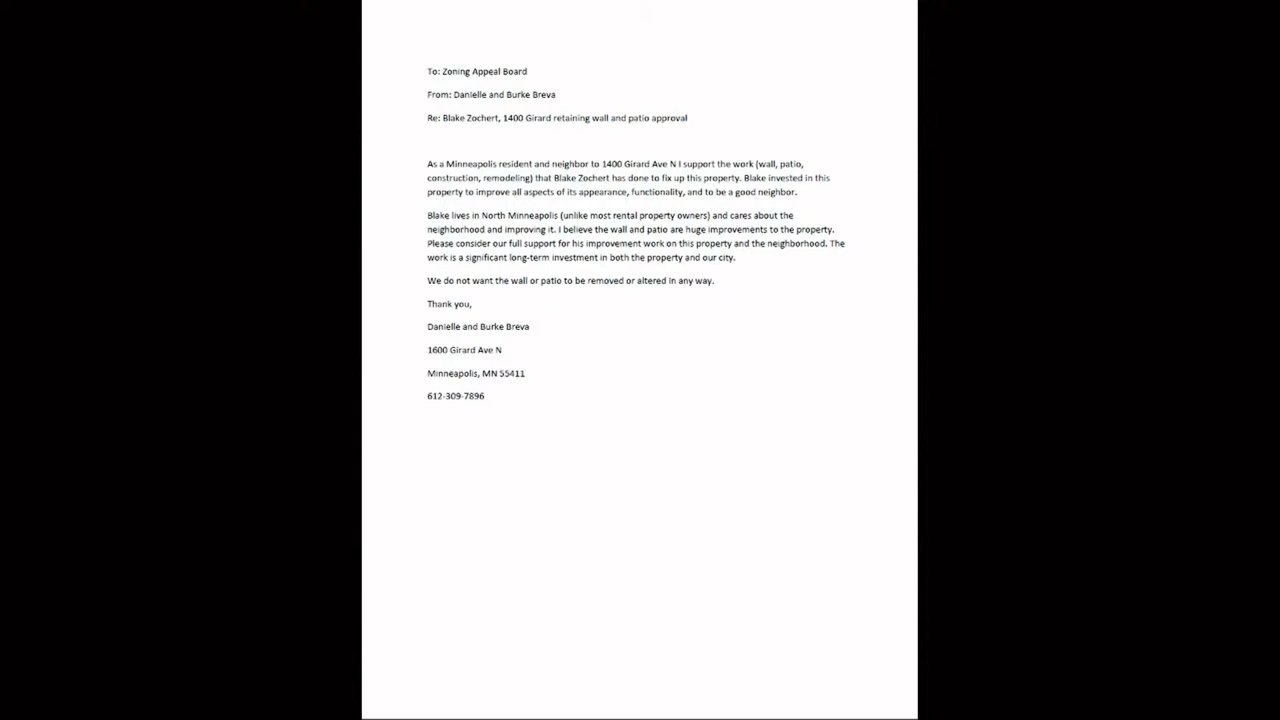 To: Zoning Appeal Board
From: Danielle and Burke Breva
Re: Blake Zochert, 1400 Girard retaining wall and patio approval
As a Minneapolis resident and neighbor to 1400 Girard Ave N I support the work (wall, patio,
construction, remodeling) that Blake Zochert has done to fix up this property. Blake invested in this
property to improve all aspects of its appearance, functionality, and to be a good neighbor.
Blake lives in North Minneapolis (unlike most rental property owners) and cares about the
neighborhood and improving it. I believe the wall and patio are huge improvements to the property.
Please consider our full support for his improvement work on this property and the neighborhood. The
work is a significant long-term investment in both the property and our city.
We do not want the wall or patio to be removed or altered in any way.
Thank you,
Danielle and Burke Breva
1600 Girard Ave N
Minneapolis, MN 55411
612-309-7896